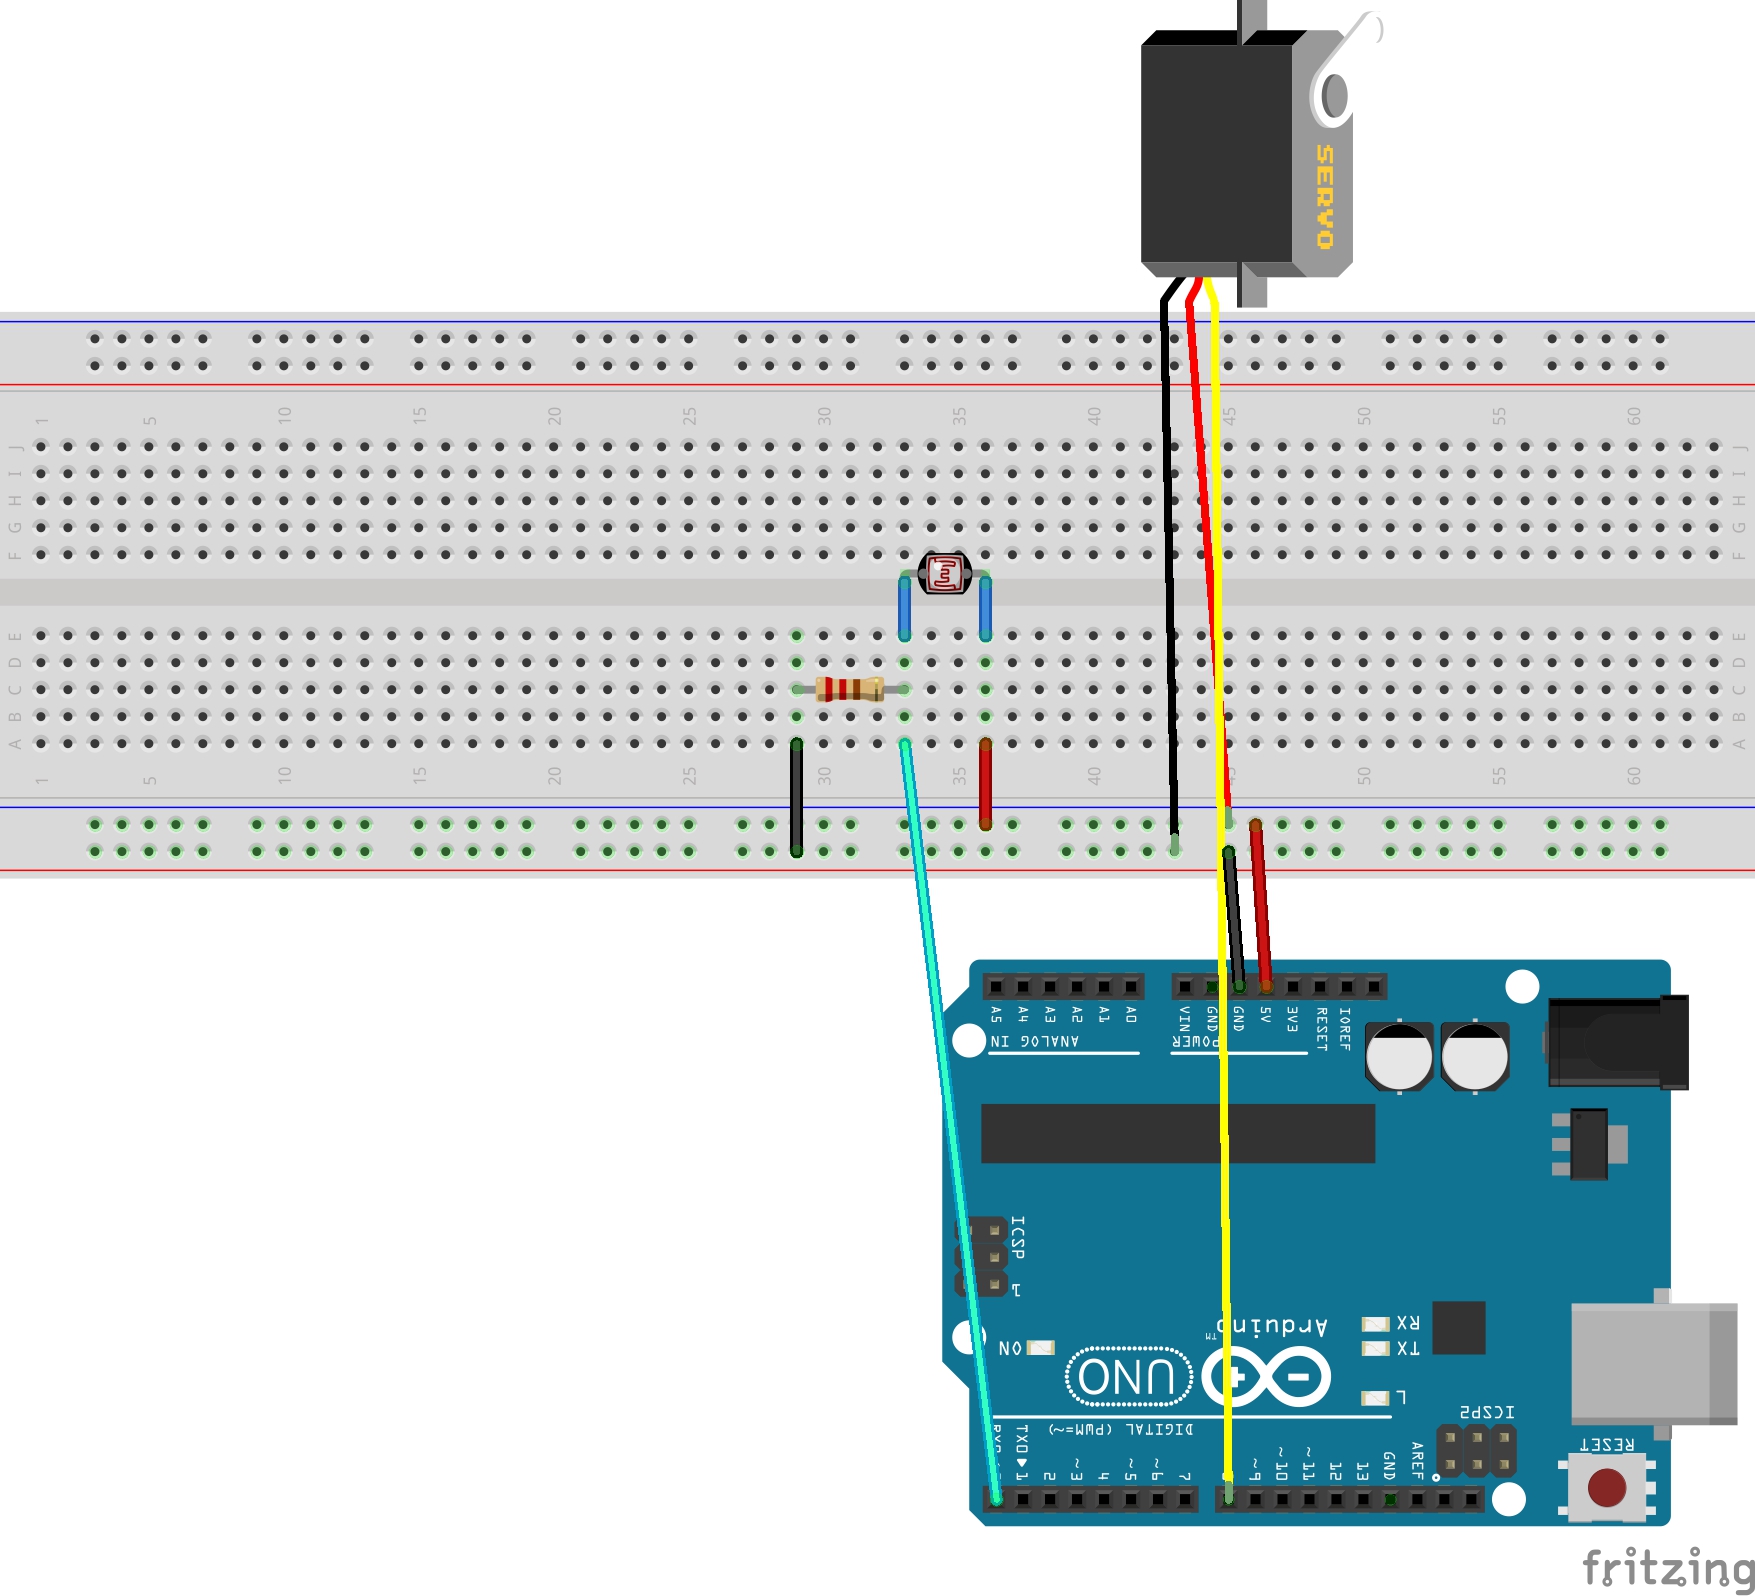 SERVO
1 5 10 15 20 25 30 35 40 45 50 55 60
J J
I I
H H
G G
F F
E E
D D
C C
B B
A A
1 5 10 15 20 25 30 35 40 45 50 55 60
A5 A4 A3 A2 A1 A0 VIN GND GND 5V 3V3 RESET IOREF
ANALOG IN POWER
ICSP
1
Arduino™
RX
TX
ON
UNO
L
ICSP2
DIGITAL (PWM=~)
RESET
TX0 1 2 ~3 4 ~5 ~6 7 ~9 ~10 ~11 12 13 GND AREF
fritzing